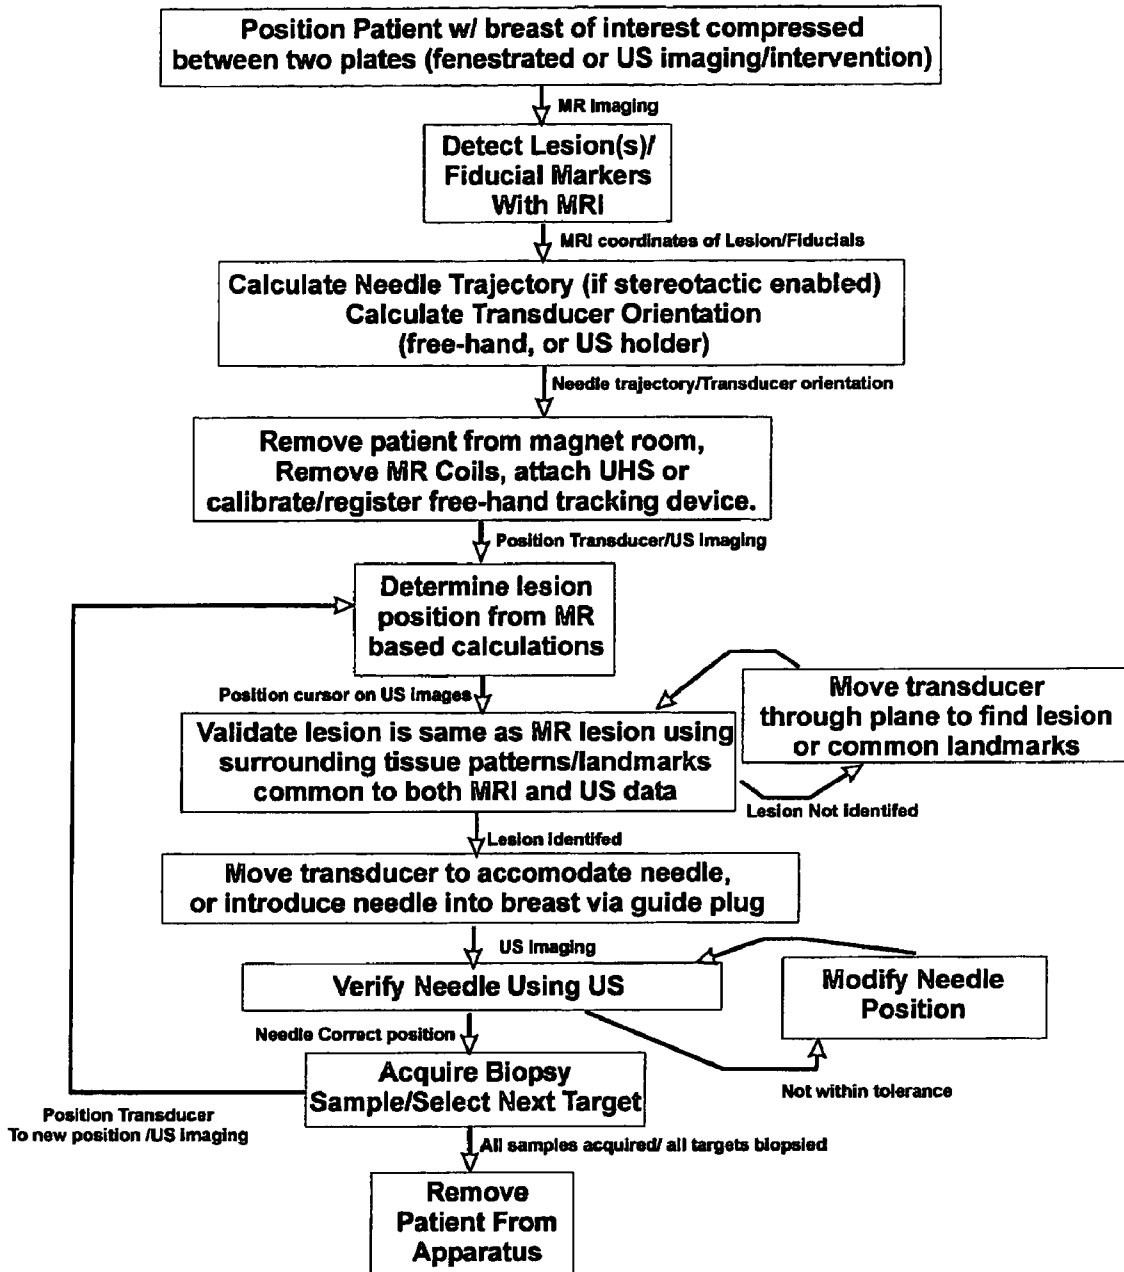 Position Patient w/ breast of interest compressed
between two plates (fenestrated or US imaging/intervention)
MR Imaging
Detect Lesion(s)/
Fiducial Markers
With MRI
MRI coordinates of Lesion/Fiducials
Calculate Needle Trajectory (if stereotactic enabled)
Calculate Transducer Orientation
(free-hand, or US holder)
Needle trajectory/Transducer orientation
Remove patient from magnet room,
Remove MR Coils, attach UHS or
calibrate/register free-hand tracking device.
Position Transducer/US Imaging
Determine lesion
position from MR
based calculations
Position cursor on US images
Move transducer
through plane to find lesion
or common landmarks
Validate lesion is same as MR lesion using
surrounding tissue patterns/landmarks
common to both MRI and US data
Lesion Not identifed
Lesion identifed
Move transducer to accomodate needle,
or introduce needle into breast via guide plug
US Imaging
Verify Needle Using US
Modify Needle
Position
Needle Correct position
Not within tolerance
Acquire Biopsy
Sample/Select Next Target
Position Transducer
To new position /US imaging
All samples acquired/ all targets biopsied
Remove
Patient From
Apparatus